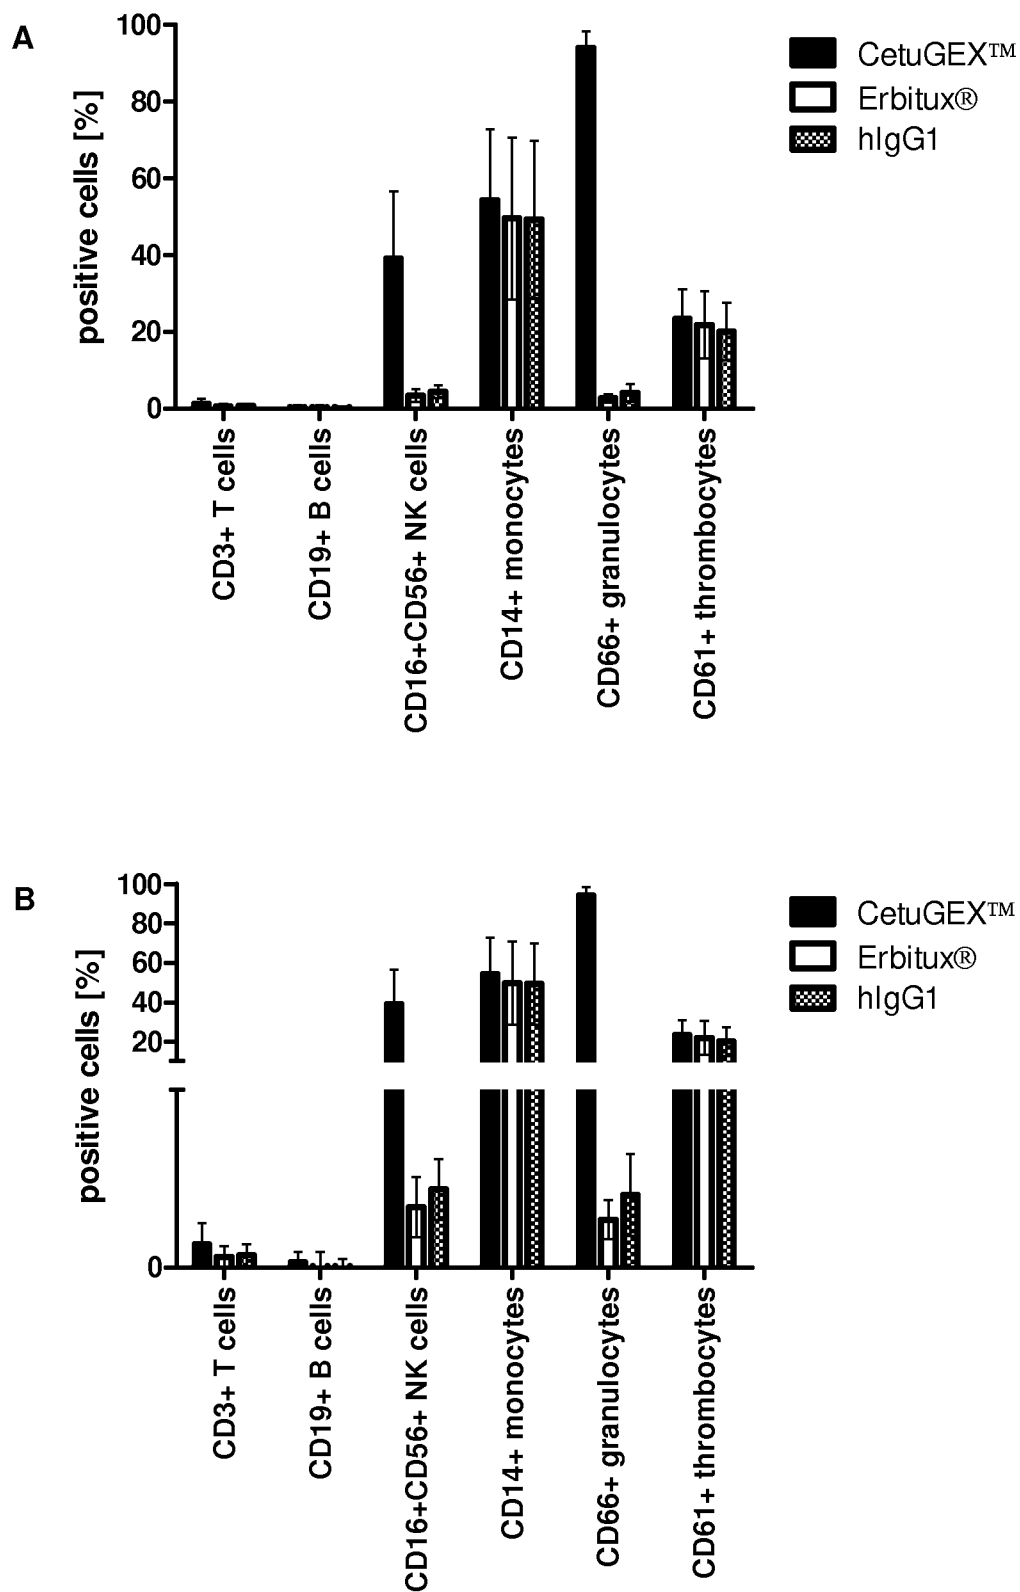 A
positive cells [%]
100
80
60
40
20
0
CD3+ T cells
CD19+ B cells
CD16+CD56+ NK cells
CD14+ monocytes
CD66+ granulocytes
CD61+ thrombocytes
CetuGEX™
Erbitux®
hIgG1
B
positive cells [%]
100
80
60
40
20
0
CD3+ T cells
CD19+ B cells
CD16+CD56+ NK cells
CD14+ monocytes
CD66+ granulocytes
CD61+ thrombocytes
CetuGEX™
Erbitux®
hIgG1